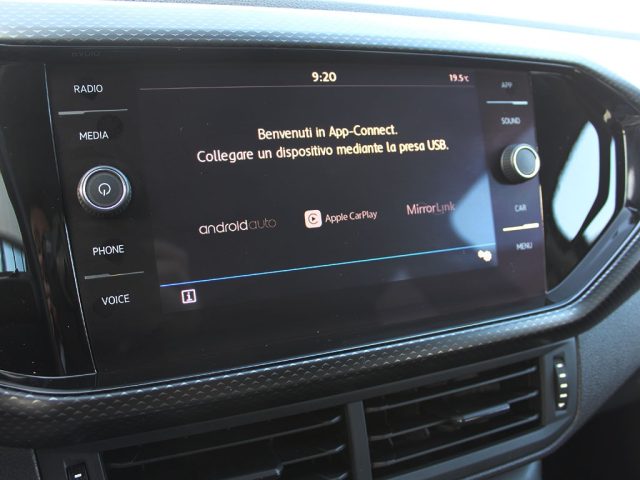 RADIO
MEDIA
PHONE
VOICE
9:20
19.5°C
Benvenuti in App-Connect.
Collegare un dispositivo mediante la presa USB.
androidauto
Apple CarPlay
MirrorLink
i
APP
SOUND
CAR
MENU